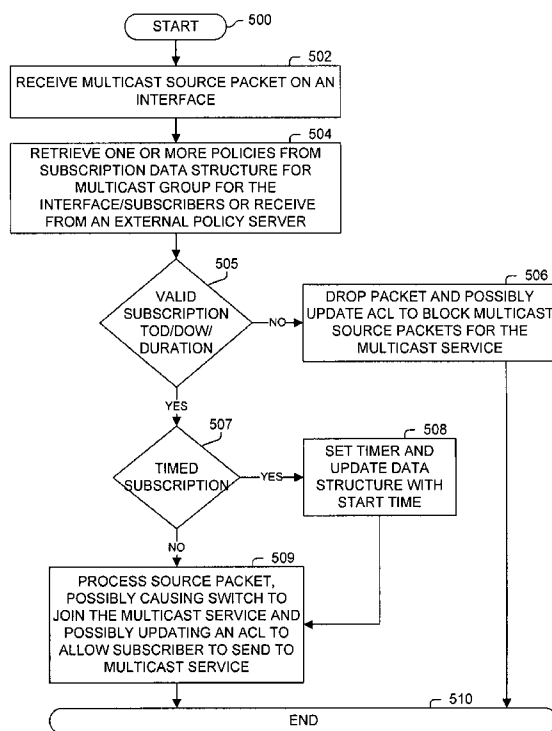 START
500
502
RECEIVE MULTICAST SOURCE PACKET ON AN
INTERFACE
504
RETRIEVE ONE OR MORE POLICIES FROM
SUBSCRIPTION DATA STRUCTURE FOR
MULTICAST GROUP FOR THE
INTERFACE/SUBSCRIBERS OR RECEIVE
FROM AN EXTERNAL POLICY SERVER
505
VALID
SUBSCRIPTION
TOD/DOW/
DURATION
NO
506
DROP PACKET AND POSSIBLY
UPDATE ACL TO BLOCK MULTICAST
SOURCE PACKETS FOR THE
MULTICAST SERVICE
YES
507
TIMED
SUBSCRIPTION
YES
508
SET TIMER AND
UPDATE DATA
STRUCTURE WITH
START TIME
NO
509
PROCESS SOURCE PACKET,
POSSIBLY CAUSING SWITCH TO
JOIN THE MULTICAST SERVICE AND
POSSIBLY UPDATING AN ACL TO
ALLOW SUBSCRIBER TO SEND TO
MULTICAST SERVICE
510
END